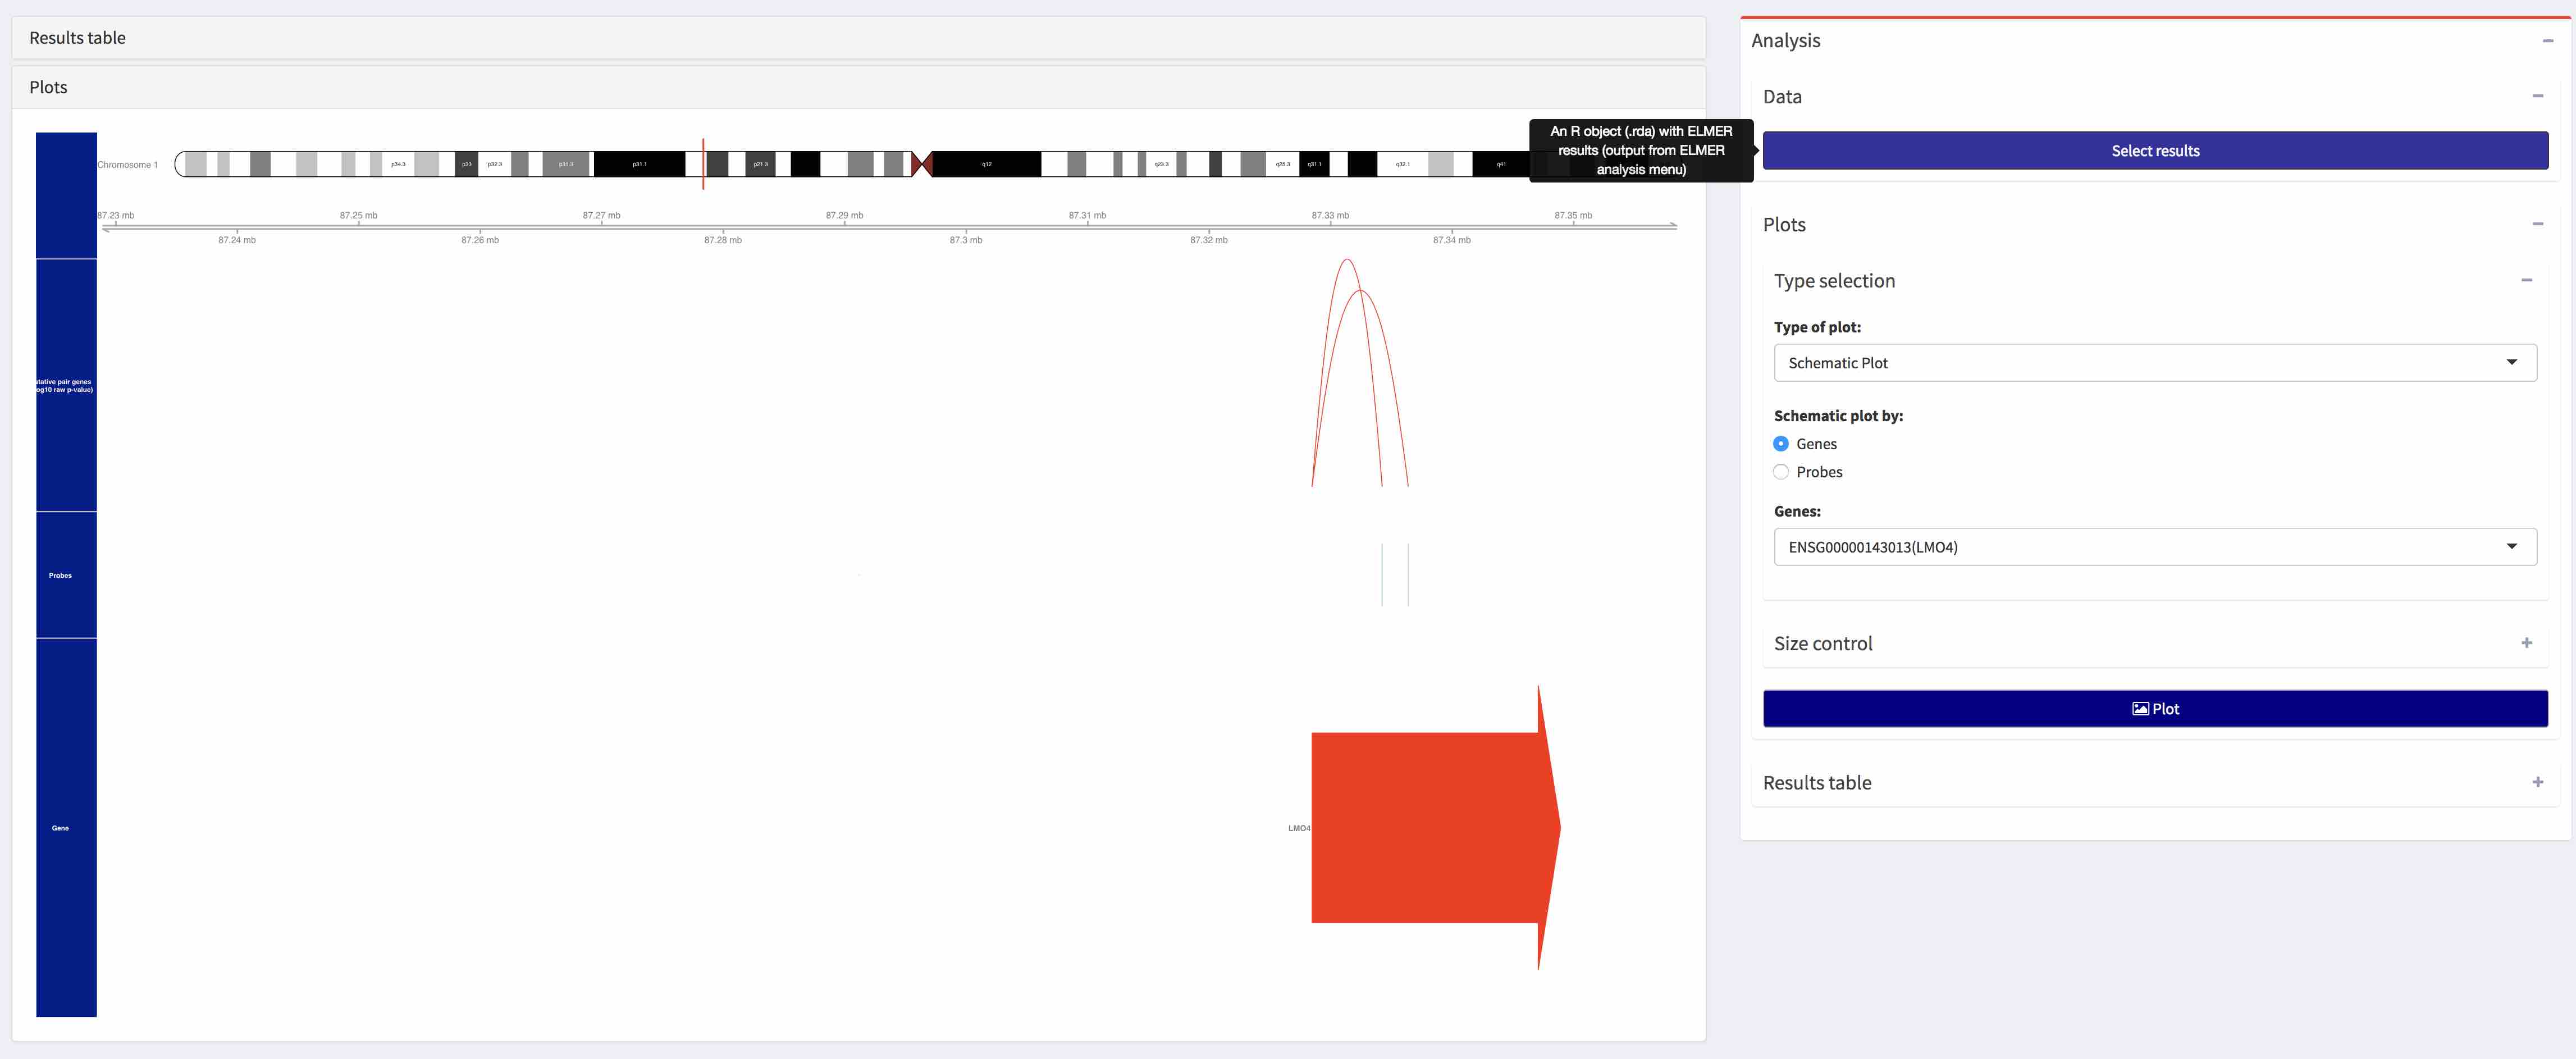 Results table
Plots
Chromosome 1
p34.3
p33
p32.3
p31.3
p31.1
p21.3
q12
q23.3
q25.3
q31.1
q32.1
q41
87.23 mb
87.25 mb
87.27 mb
87.29 mb
87.31 mb
87.33 mb
87.35 mb
87.24 mb
87.26 mb
87.28 mb
87.3 mb
87.32 mb
87.34 mb
tative pair genes
og10 raw p-value)
Probes
Gene
LMO4
An R object (.rda) with ELMER
results (output from ELMER
analysis menu)
Analysis
Data
Select results
Plots
Type selection
Type of plot:
Schematic Plot
Schematic plot by:
Genes
Probes
Genes:
ENSG00000143013(LMO4)
Size control
Plot
Results table